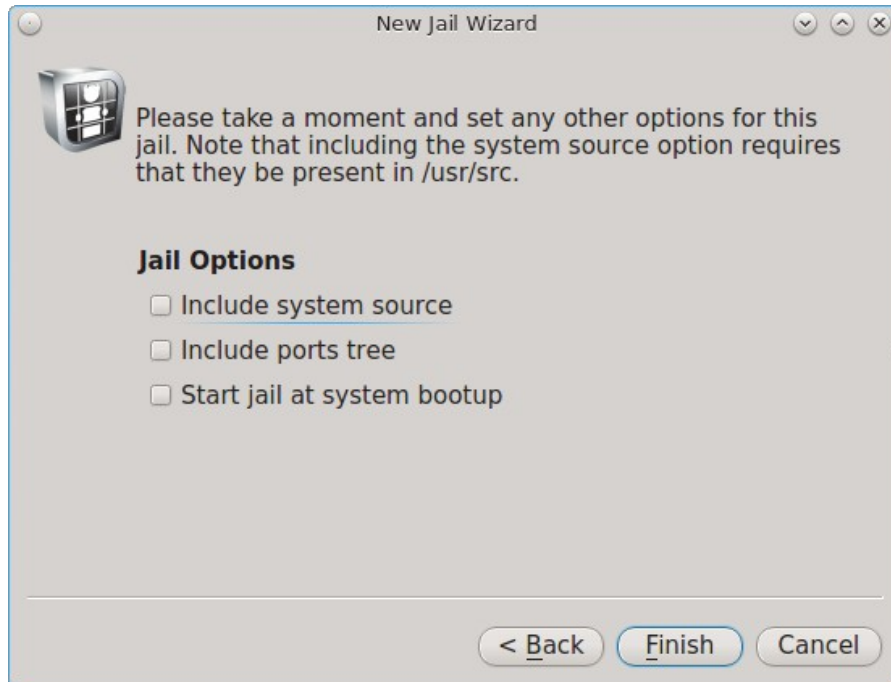 New Jail Wizard
Please take a moment and set any other options for this
jail. Note that including the system source option requires
that they be present in /usr/src.
Jail Options
Include system source
Include ports tree
Start jail at system bootup
< Back
Finish
Cancel